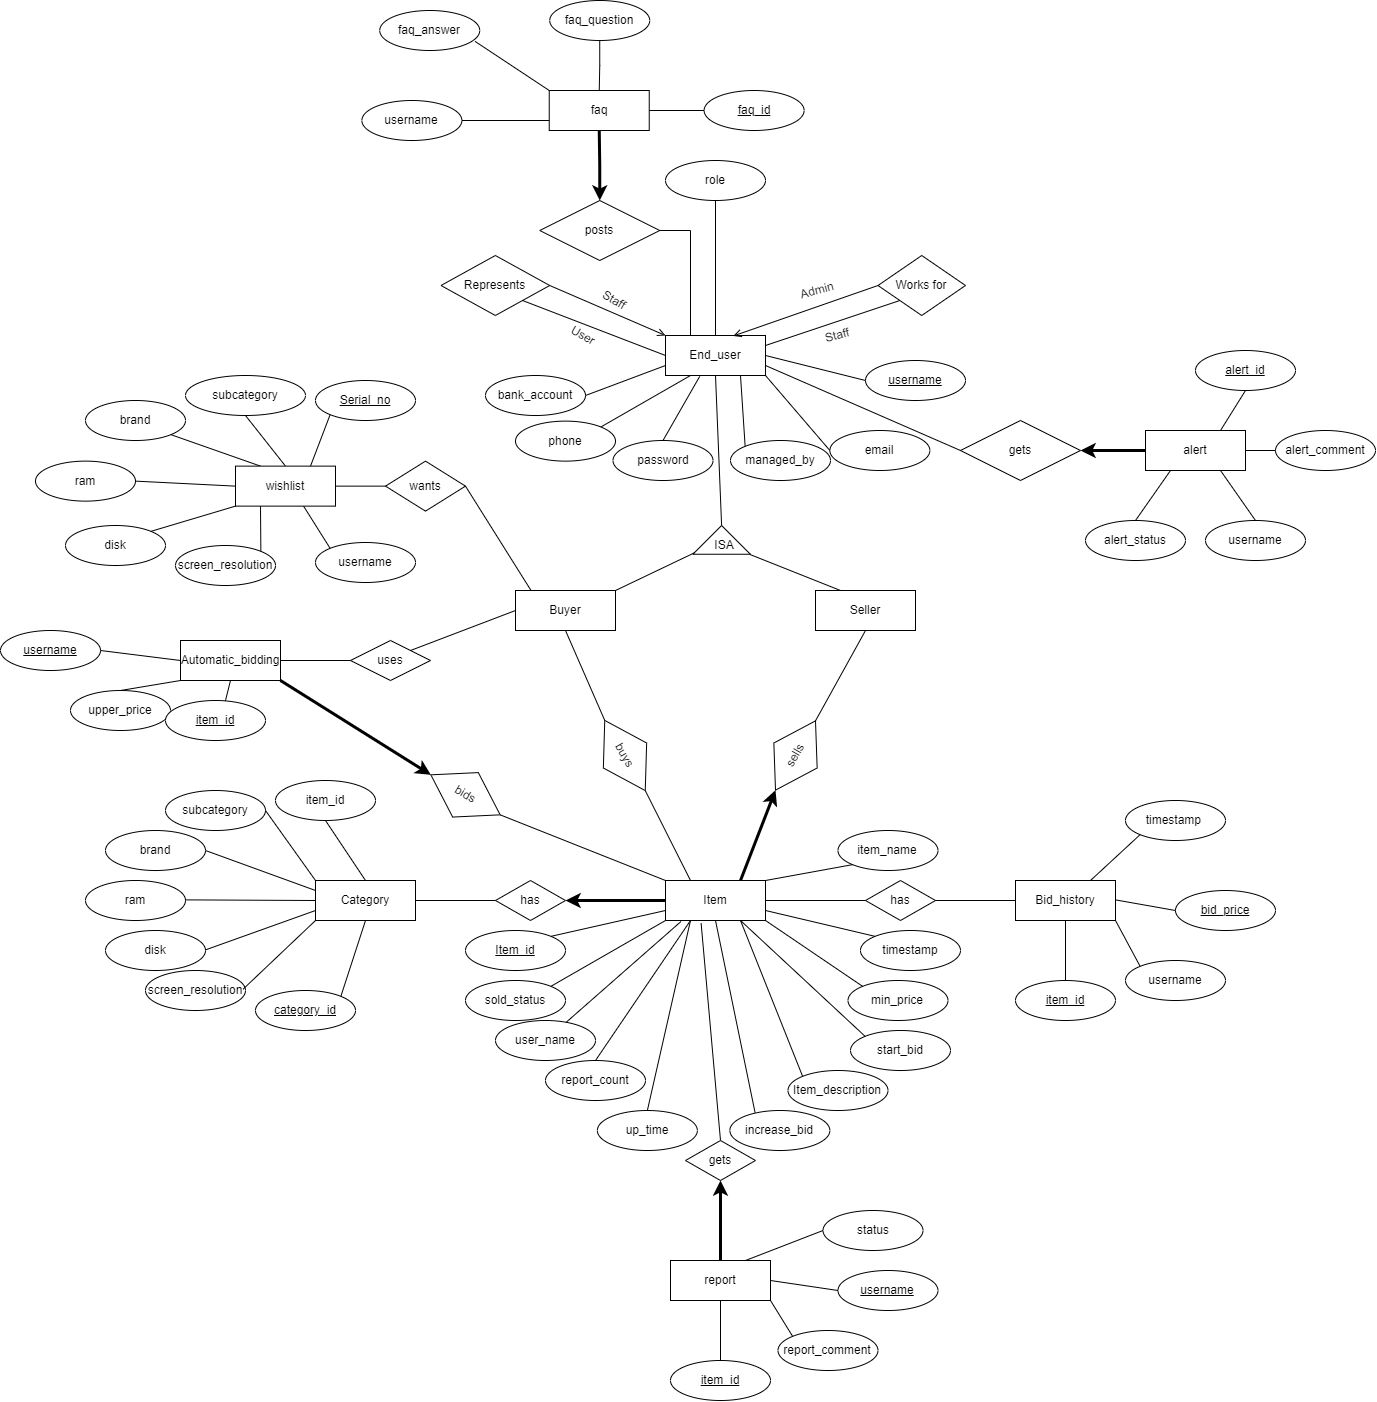 faq_question
faq_answer
faq_id
faq
username
role
posts
Represents
Staff
Admin
Works for
User
Staff
End_user
alert_id
username
subcategory
Serial_no
bank_account
brand
phone
email
gets
alert
alert_comment
password
managed_by
ram
wishlist
wants
disk
ISA
alert_status
username
screen_resolution
username
Buyer
Seller
username
Automatic_bidding
uses
upper_price
item_id
buys
sells
bids
item_id
subcategory
timestamp
brand
item_name
ram
Category
has
Item
has
Bid_history
bid_price
disk
Item_id
timestamp
screen_resolution
username
sold_status
min_price
item_id
category_id
user_name
start_bid
report_count
Item_description
up_time
increase_bid
gets
status
report
username
report_comment
item_id